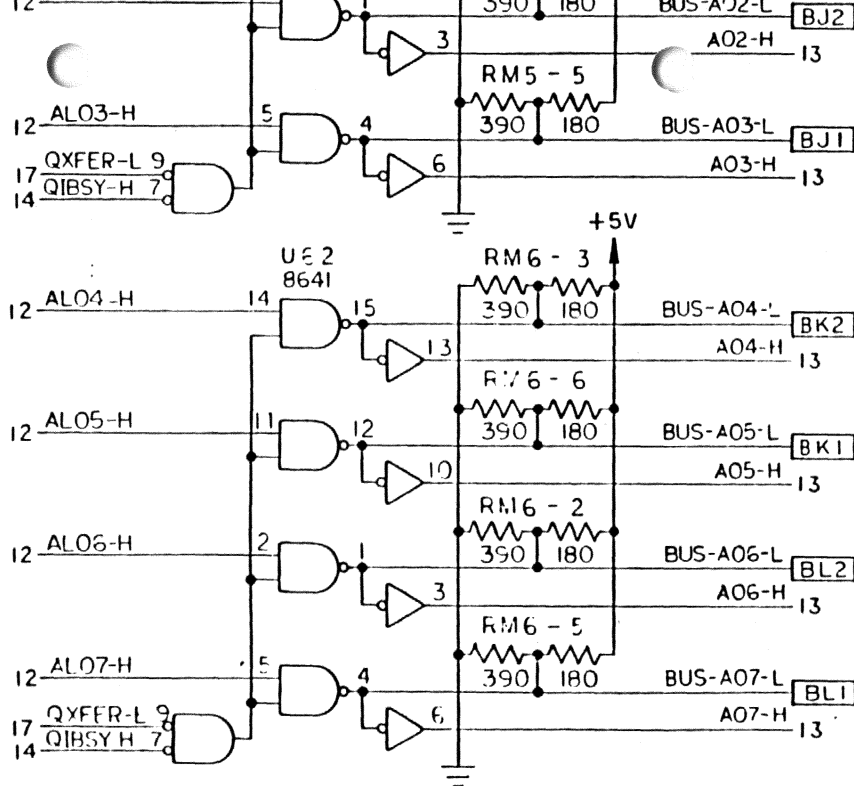 12 1 390 180 BUS-A02-L BJ2
3 A02-H 13
RM5-5
12 AL03-H 5 4 390 180 BUS-A03-L BJ1
6 A03-H 13
17 QXFER-L 9
14 QIBSY-H 7
+5V
U62
8641
RM6-3
12 AL04-H 14 15 390 180 BUS-A04-L BK2
13 A04-H 13
RM6-6
12 AL05-H 11 12 390 180 BUS-A05-L BK1
10 A05-H 13
RM6-2
12 AL06-H 2 1 390 180 BUS-A06-L BL2
3 A06-H 13
RM6-5
12 AL07-H 5 4 390 180 BUS-A07-L BL1
6 A07-H 13
17 QXFER-L 9
14 QIBSY H 7